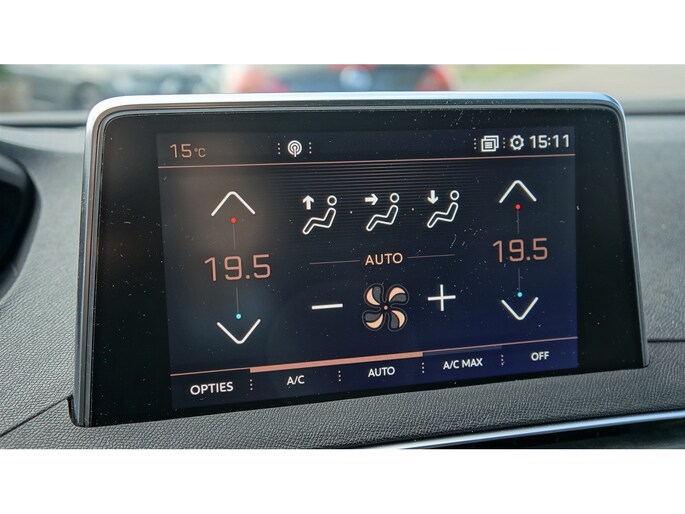 15°C 15:11
19.5 AUTO 19.5
OPTIES A/C AUTO A/C MAX OFF